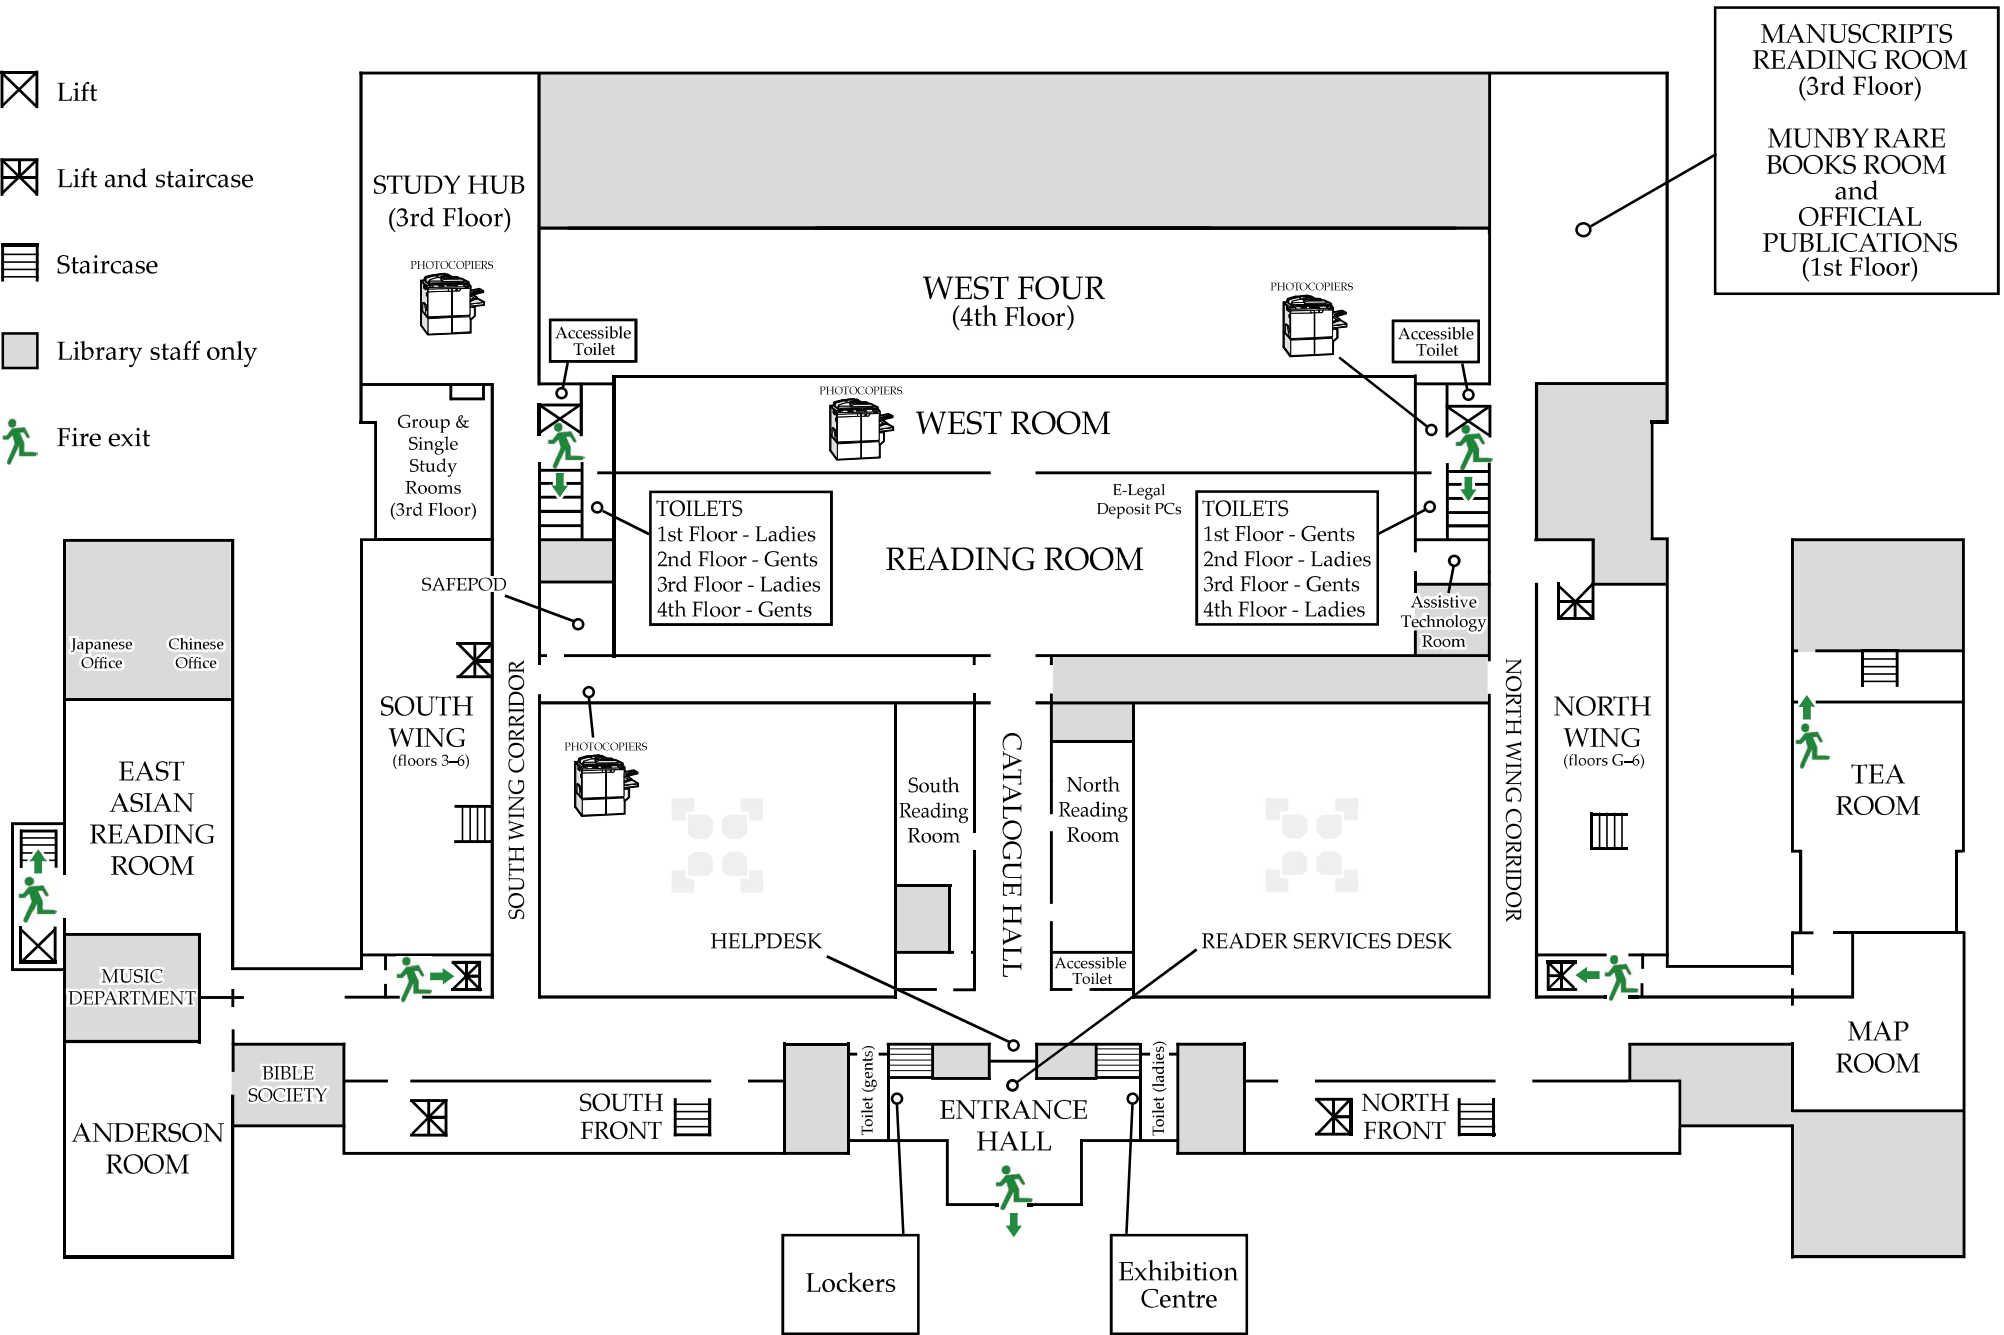 Lift
Lift and staircase
Staircase
Library staff only
Fire exit
MANUSCRIPTS
READING ROOM
(3rd Floor)
MUNBY RARE
BOOKS ROOM
and
OFFICIAL
PUBLICATIONS
(1st Floor)
STUDY HUB
(3rd Floor)
PHOTOCOPIERS
WEST FOUR
(4th Floor)
PHOTOCOPIERS
Accessible
Toilet
Accessible
Toilet
PHOTOCOPIERS
WEST ROOM
Group &
Single
Study
Rooms
(3rd Floor)
TOILETS
1st Floor - Ladies
2nd Floor - Gents
3rd Floor - Ladies
4th Floor - Gents
E-Legal
Deposit PCs
TOILETS
1st Floor - Gents
2nd Floor - Ladies
3rd Floor - Gents
4th Floor - Ladies
READING ROOM
SAFEPOD
Assistive
Technology
Room
Japanese
Office
Chinese
Office
SOUTH
WING
(floors 3–6)
SOUTH WING CORRIDOR
PHOTOCOPIERS
South
Reading
Room
CATALOGUE HALL
North
Reading
Room
NORTH WING CORRIDOR
NORTH
WING
(floors G–6)
TEA
ROOM
EAST
ASIAN
READING
ROOM
HELPDESK
READER SERVICES DESK
Accessible
Toilet
MUSIC
DEPARTMENT
MAP
ROOM
BIBLE
SOCIETY
ANDERSON
ROOM
SOUTH
FRONT
Toilet (gents)
ENTRANCE
HALL
Toilet (ladies)
NORTH
FRONT
Lockers
Exhibition
Centre